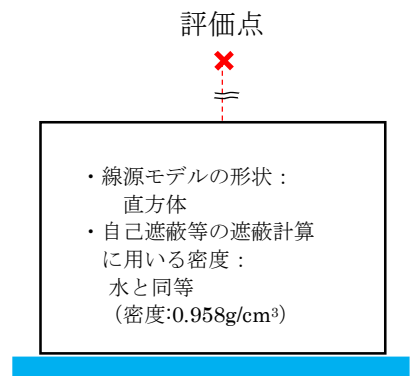 評価点
・線源モデルの形状：
直方体
・自己遮蔽等の遮蔽計算
に用いる密度：
水と同等
（密度:0.958g/cm³）